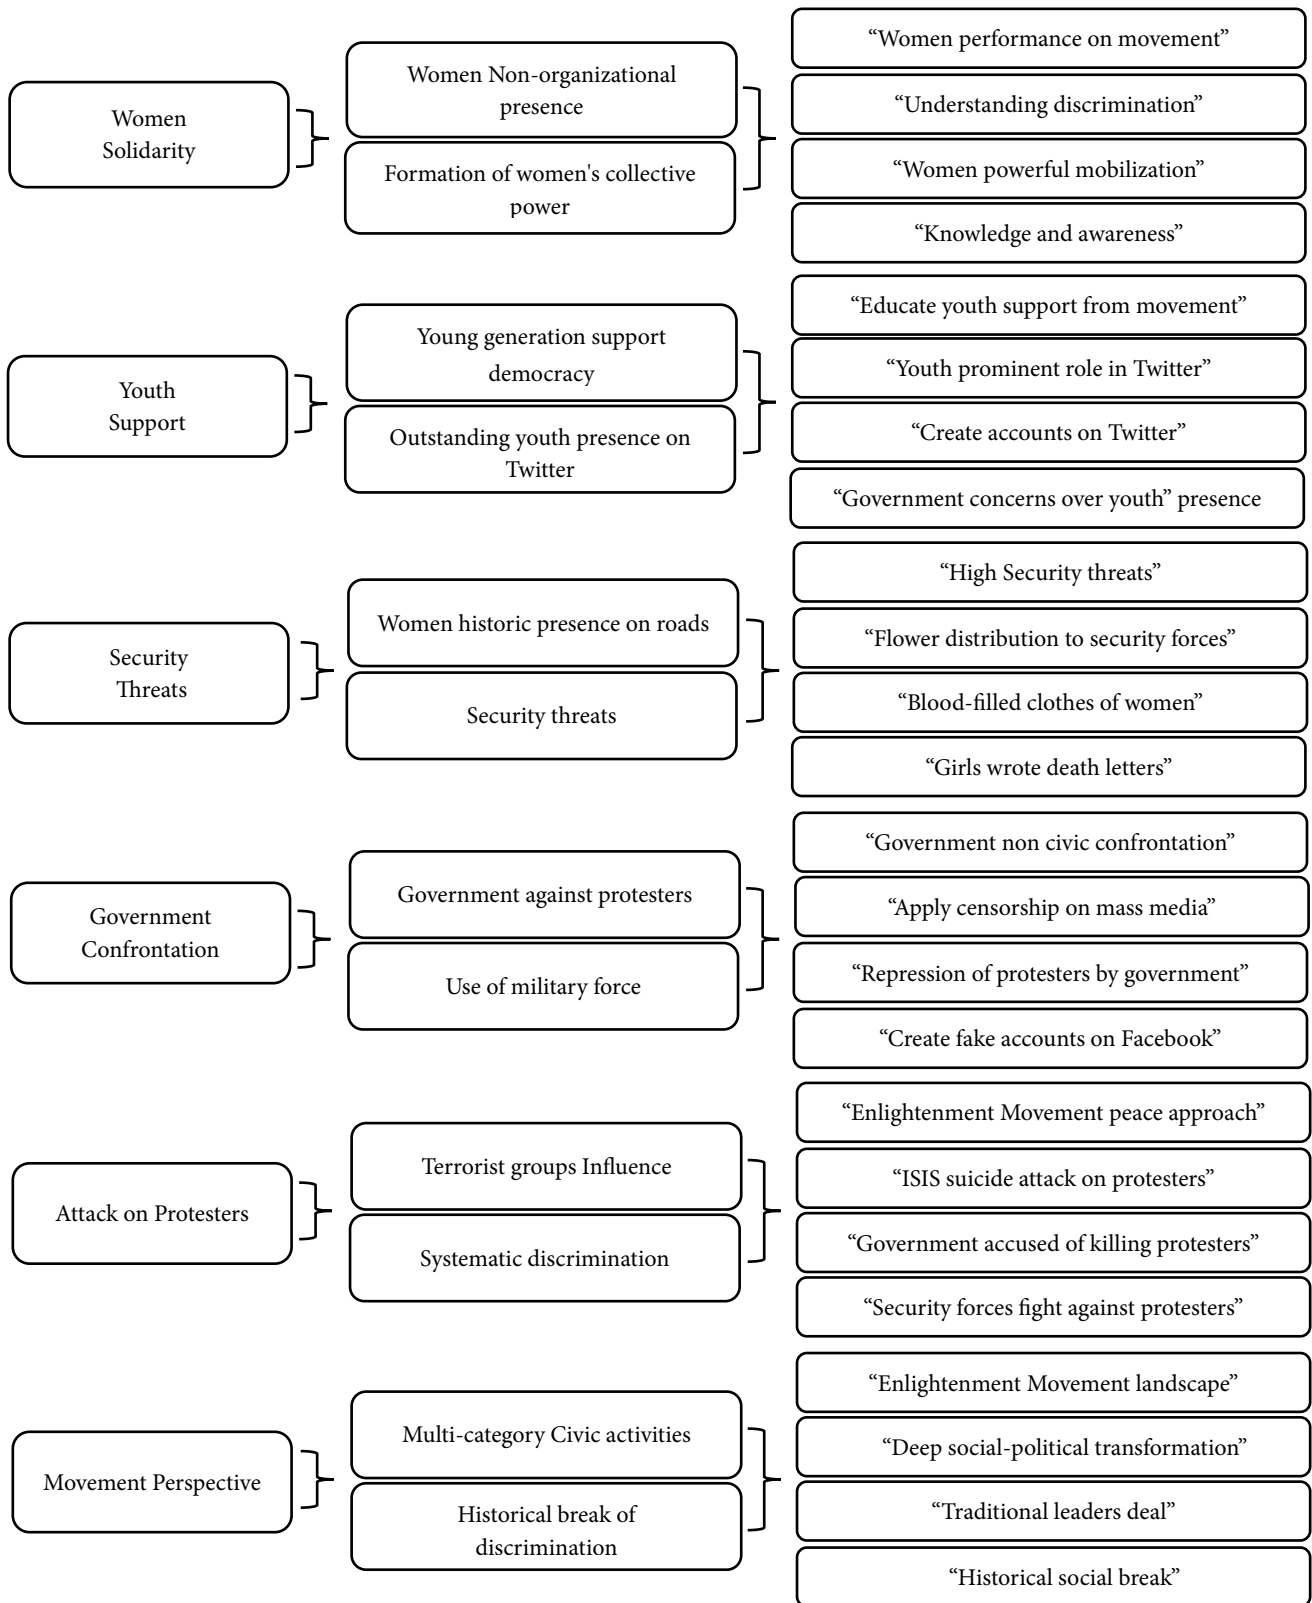 Women
Solidarity
Women Non-organizational
presence
Formation of women's collective
power
“Women performance on movement”
“Understanding discrimination”
“Women powerful mobilization”
“Knowledge and awareness”
Youth
Support
Young generation support
democracy
Outstanding youth presence on
Twitter
“Educate youth support from movement”
“Youth prominent role in Twitter”
“Create accounts on Twitter”
“Government concerns over youth” presence
Security
Threats
Women historic presence on roads
Security threats
“High Security threats”
“Flower distribution to security forces”
“Blood-filled clothes of women”
“Girls wrote death letters”
Government
Confrontation
Government against protesters
Use of military force
“Government non civic confrontation”
“Apply censorship on mass media”
“Repression of protesters by government”
“Create fake accounts on Facebook”
Attack on Protesters
Terrorist groups Influence
Systematic discrimination
“Enlightenment Movement peace approach”
“ISIS suicide attack on protesters”
“Government accused of killing protesters”
“Security forces fight against protesters”
Movement Perspective
Multi-category Civic activities
Historical break of
discrimination
“Enlightenment Movement landscape”
“Deep social-political transformation”
“Traditional leaders deal”
“Historical social break”